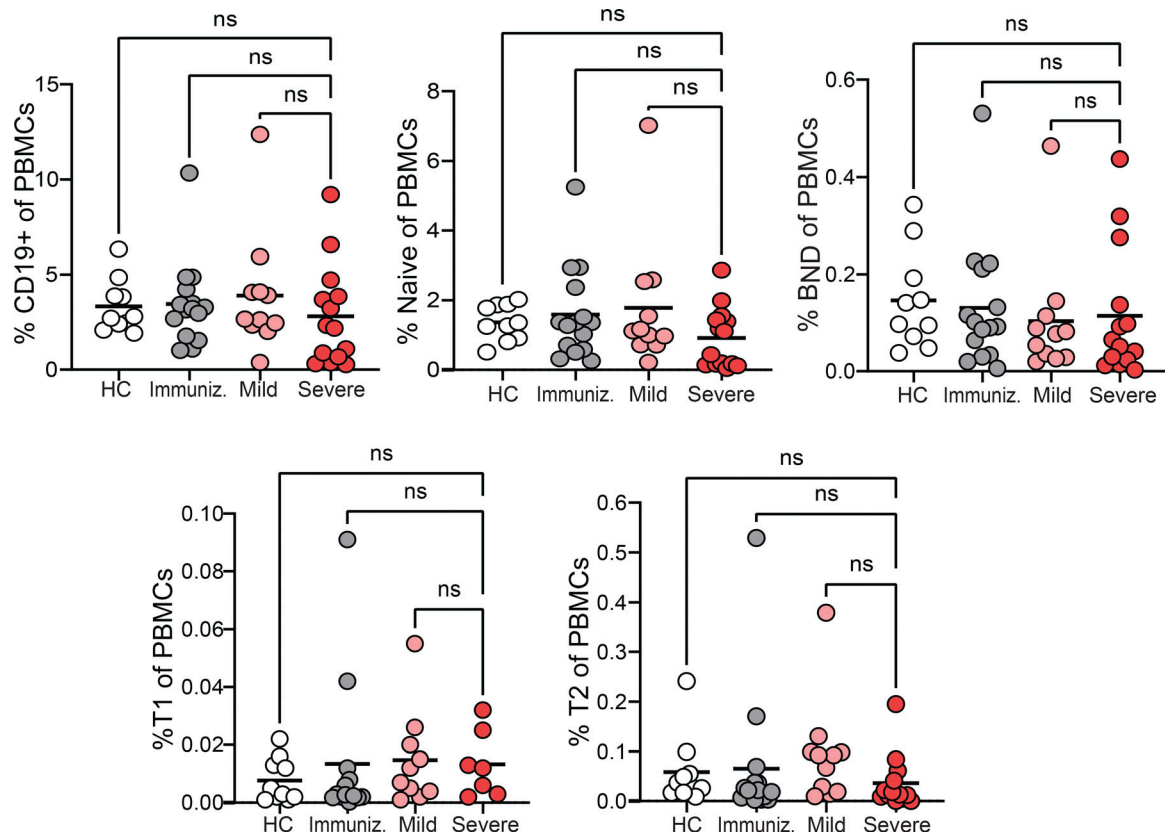 ns
ns
ns
% CD19+ of PBMCs
15
10
5
0
HC Immuniz. Mild Severe
ns
ns
ns
% Naive of PBMCs
8
6
4
2
0
HC Immuniz. Mild Severe
ns
ns
ns
% BND of PBMCs
0.6
0.4
0.2
0.0
HC Immuniz. Mild Severe
ns
ns
ns
%T1 of PBMCs
0.10
0.08
0.06
0.04
0.02
0.00
HC Immuniz. Mild Severe
ns
ns
ns
% T2 of PBMCs
0.6
0.5
0.4
0.3
0.2
0.1
0.0
HC Immuniz. Mild Severe